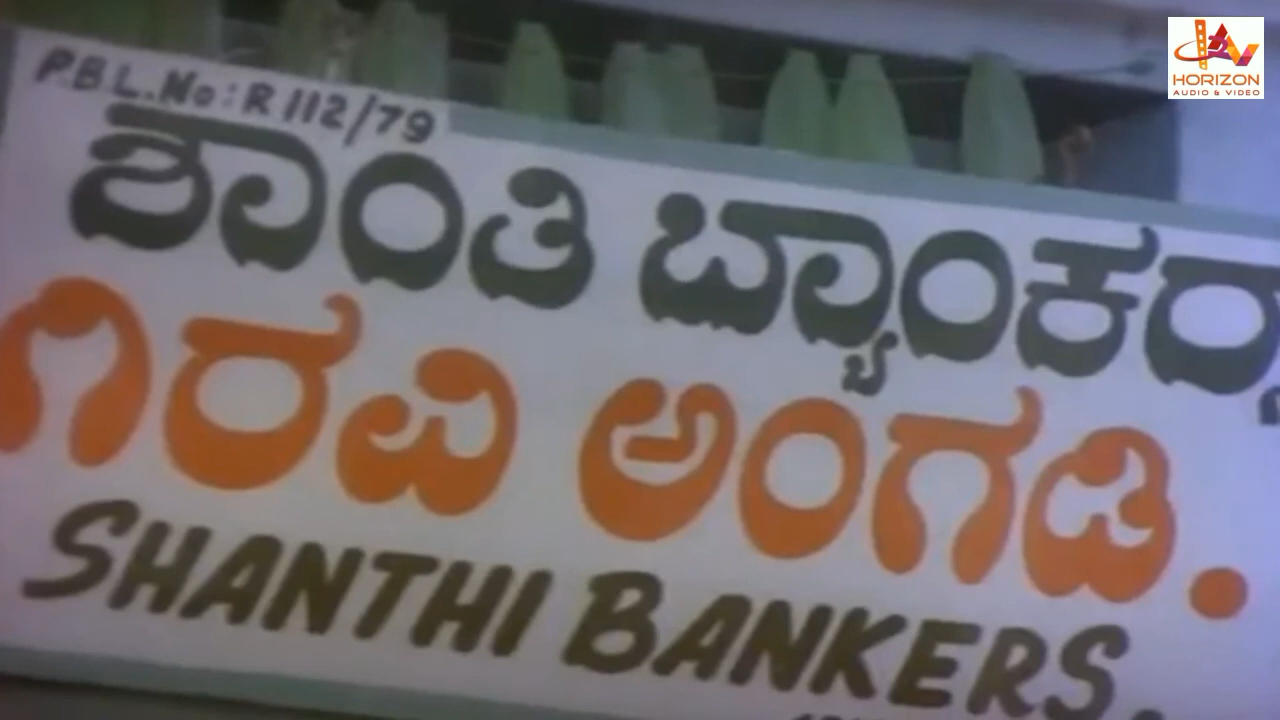 HORIZON
AUDIO & VIDEO
P.B.L.No: R 112/79
ಶಾಂತಿ ಬ್ಯಾಂಕರ್ಸ್
ಗಿರವಿ ಅಂಗಡಿ.
SHANTHI BANKERS.